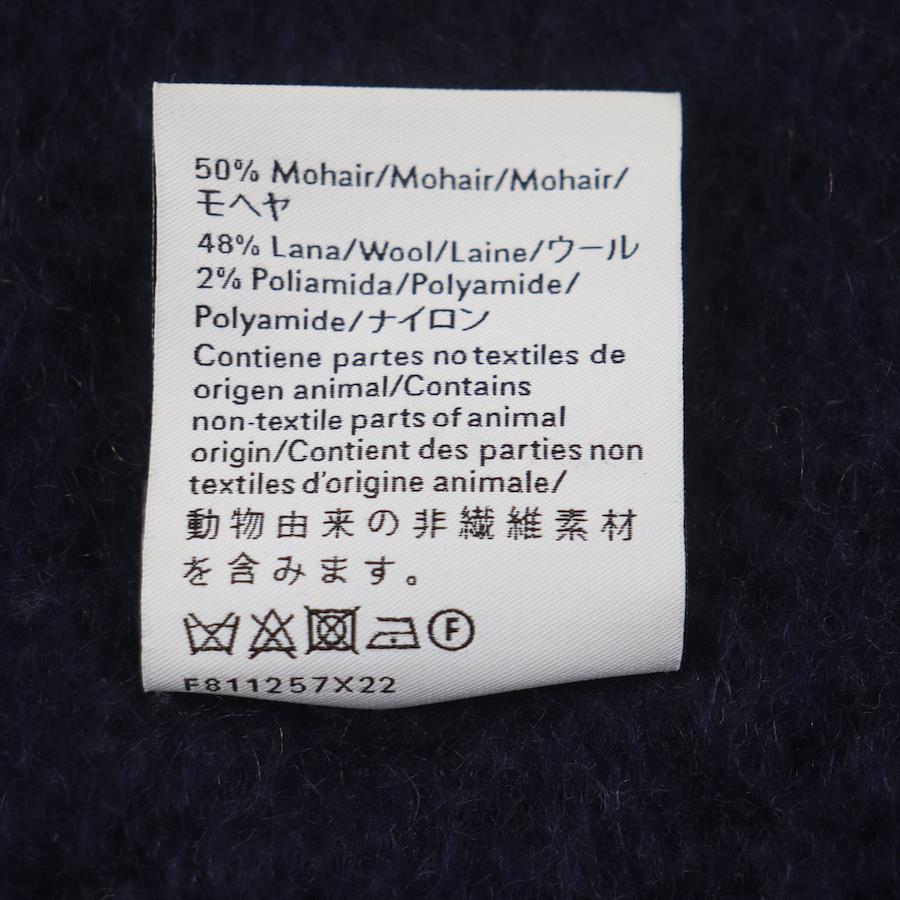 50% Mohair/Mohair/Mohair/
モヘヤ
48% Lana/Wool/Laine/ウール
2% Poliamida/Polyamide/
Polyamide/ナイロン
Contiene partes no textiles de
origen animal/Contains
non-textile parts of animal
origin/Contient des parties non
textiles d'origine animale/
動物由来の非繊維素材
を含みます。
F
F811257X22